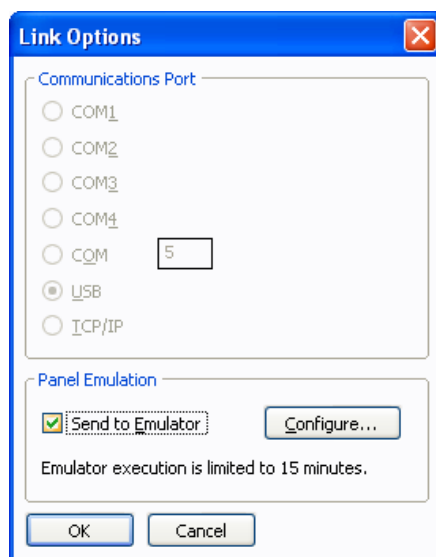 Link Options
Communications Port
COM1
COM2
COM3
COM4
COM 5
USB
TCP/IP
Panel Emulation
Send to Emulator Configure...
Emulator execution is limited to 15 minutes.
OK Cancel